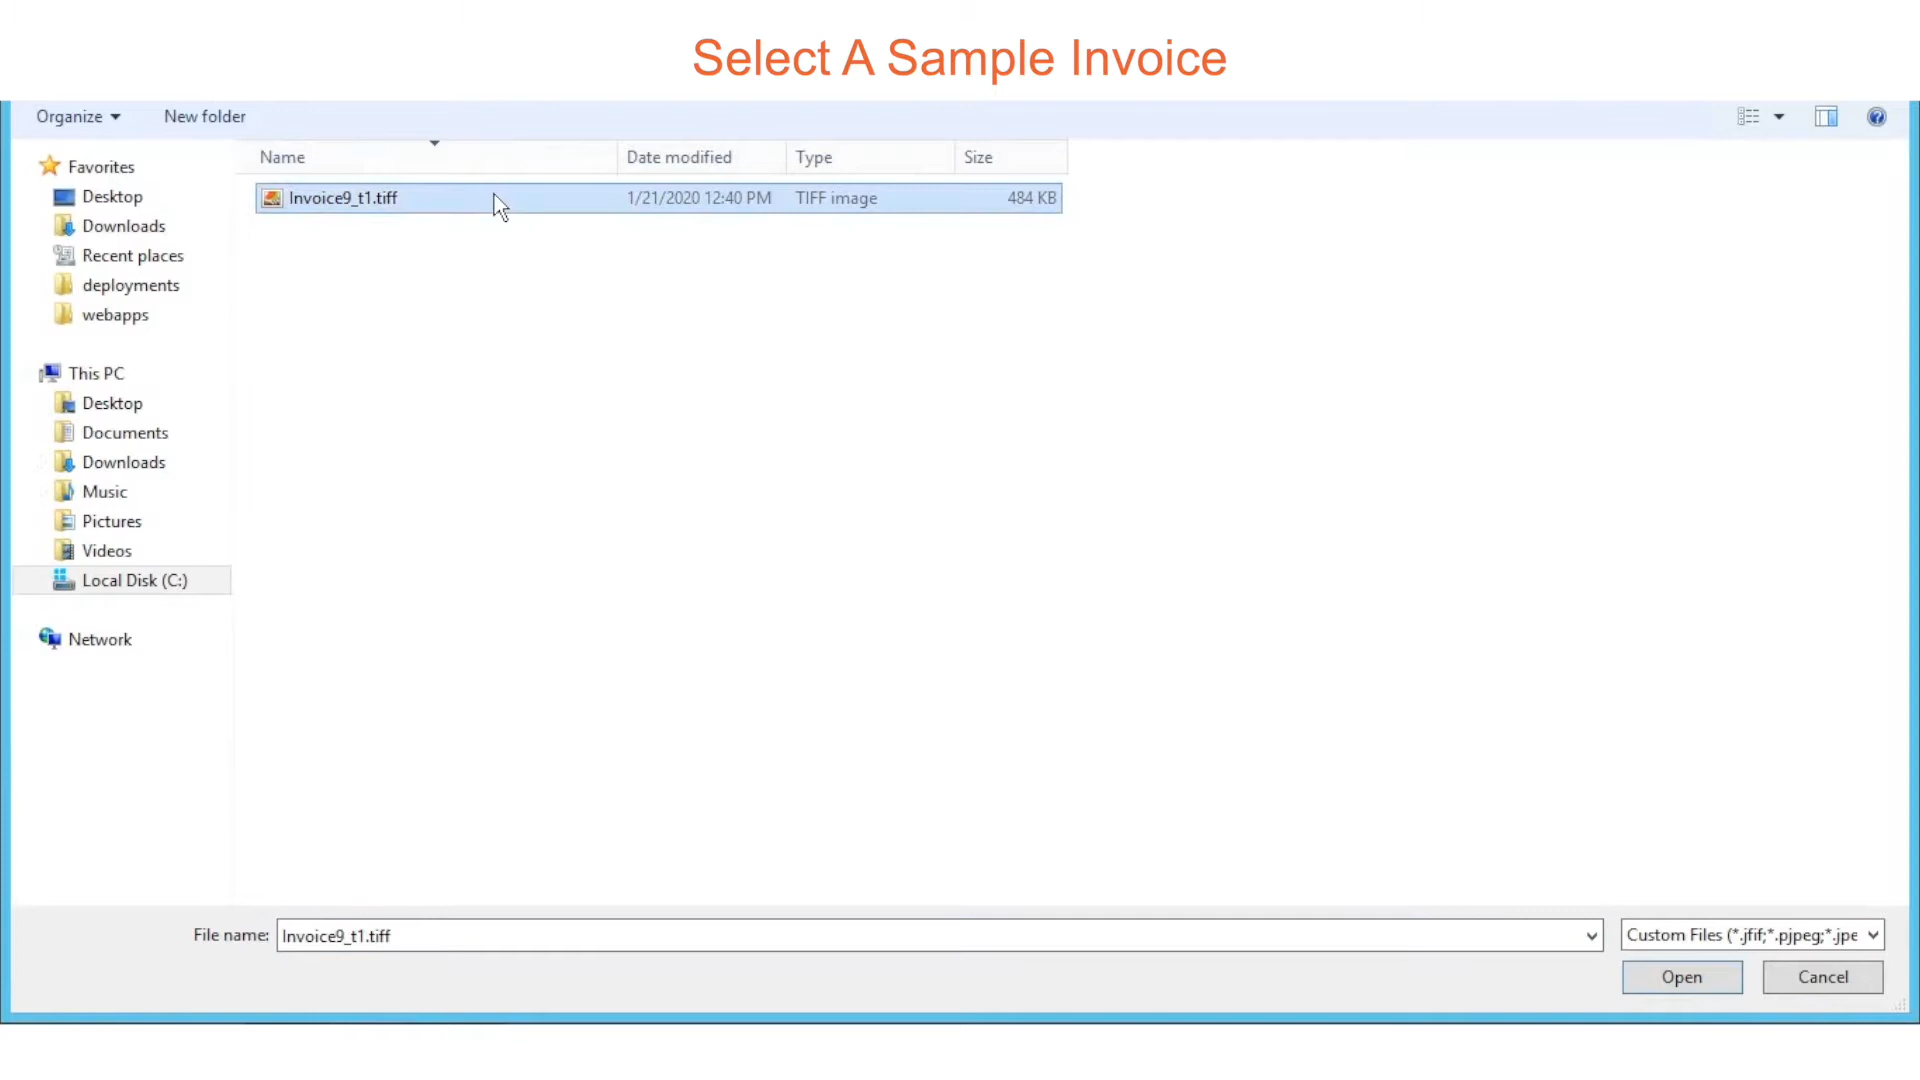 Select A Sample Invoice
Organize New folder
Name Date modified Type Size
Invoice9_t1.tiff 1/21/2020 12:40 PM TIFF image 484 KB
Favorites
Desktop
Downloads
Recent places
deployments
webapps
This PC
Desktop
Documents
Downloads
Music
Pictures
Videos
Local Disk (C:)
Network
File name: Invoice9_t1.tiff Custom Files (*.jfif;*.pjpeg;*.jpe
Open Cancel